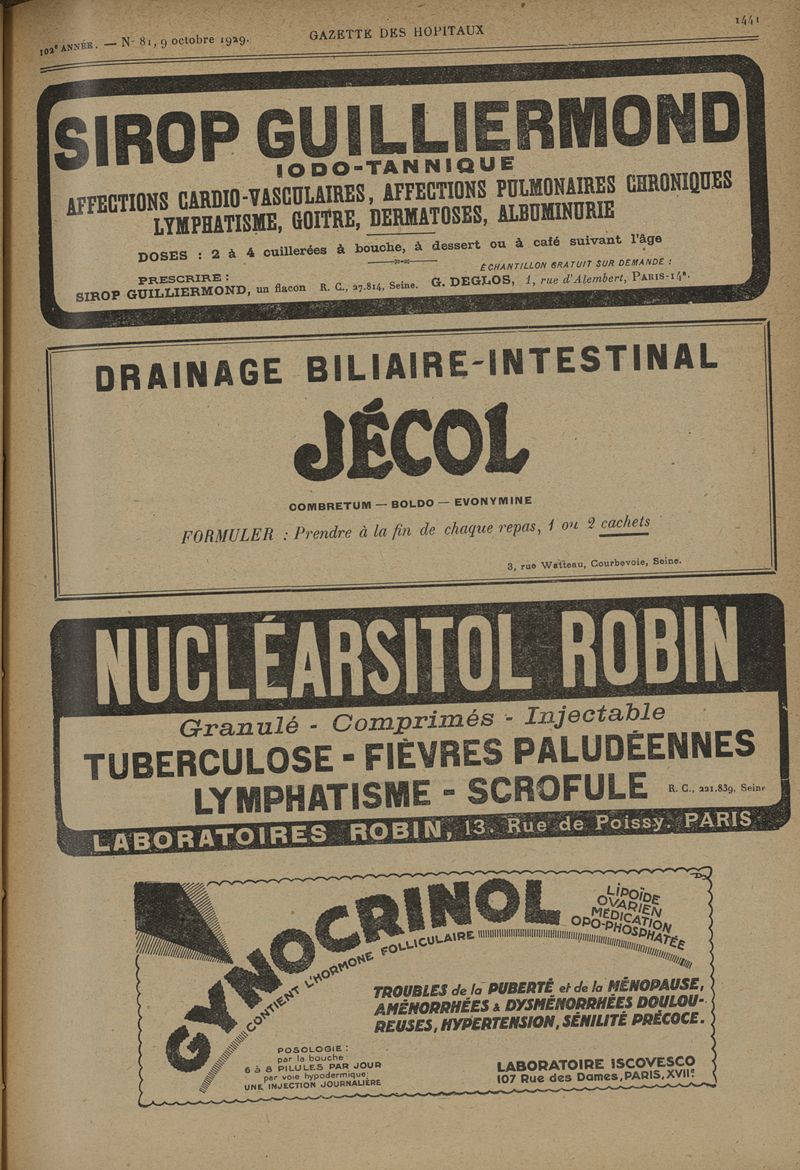 102e ANNÉE. — No 81, 9 octobre 1929.
GAZETTE DES HOPITAUX
1441
SIROP GUILLIERMOND
IODO-TANNIQUE
AFFECTIONS CARDIO-VASCULAIRES, AFFECTIONS PULMONAIRES CHRONIQUES
LYMPHATISME, GOITRE, DERMATOSES, ALBUMINURIE
DOSES : 2 à 4 cuillerées à bouche, à dessert ou à café suivant l'âge
ÉCHANTILLON GRATUIT SUR DEMANDE :
PRESCRIRE :
SIROP GUILLIERMOND, un flacon R. C., 27.814, Seine. G. DEGLOS, 1, rue d'Alembert, PARIS-14e.
DRAINAGE BILIAIRE-INTESTINAL
JÉCOL
COMBRETUM — BOLDO — EVONYMINE
FORMULER : Prendre à la fin de chaque repas, 1 ou 2 cachets
3, rue Watteau, Courbevoie, Seine.
NUCLÉARSITOL ROBIN
Granulé - Comprimés - Injectable
TUBERCULOSE - FIÈVRES PALUDÉENNES
LYMPHATISME - SCROFULE R. C., 221.839, Seine
LABORATOIRES ROBIN, 13. Rue de Poissy. PARIS
GYNOCRINOL
CONTIENT L'HORMONE FOLLICULAIRE
LIPOÏDE
OVARIEN
MÉDICATION
OPO-PHOSPHATÉE
TROUBLES de la PUBERTÉ et de la MÉNOPAUSE,
AMÉNORRHÉES & DYSMÉNORRHÉES DOULOU-
REUSES, HYPERTENSION, SÉNILITÉ PRÉCOCE.
POSOLOGIE :
par la bouche:
6 à 8 PILULES PAR JOUR
par voie hypodermique:
UNE INJECTION JOURNALIÈRE
LABORATOIRE ISCOVESCO
107 Rue des Dames, PARIS, XVIIe